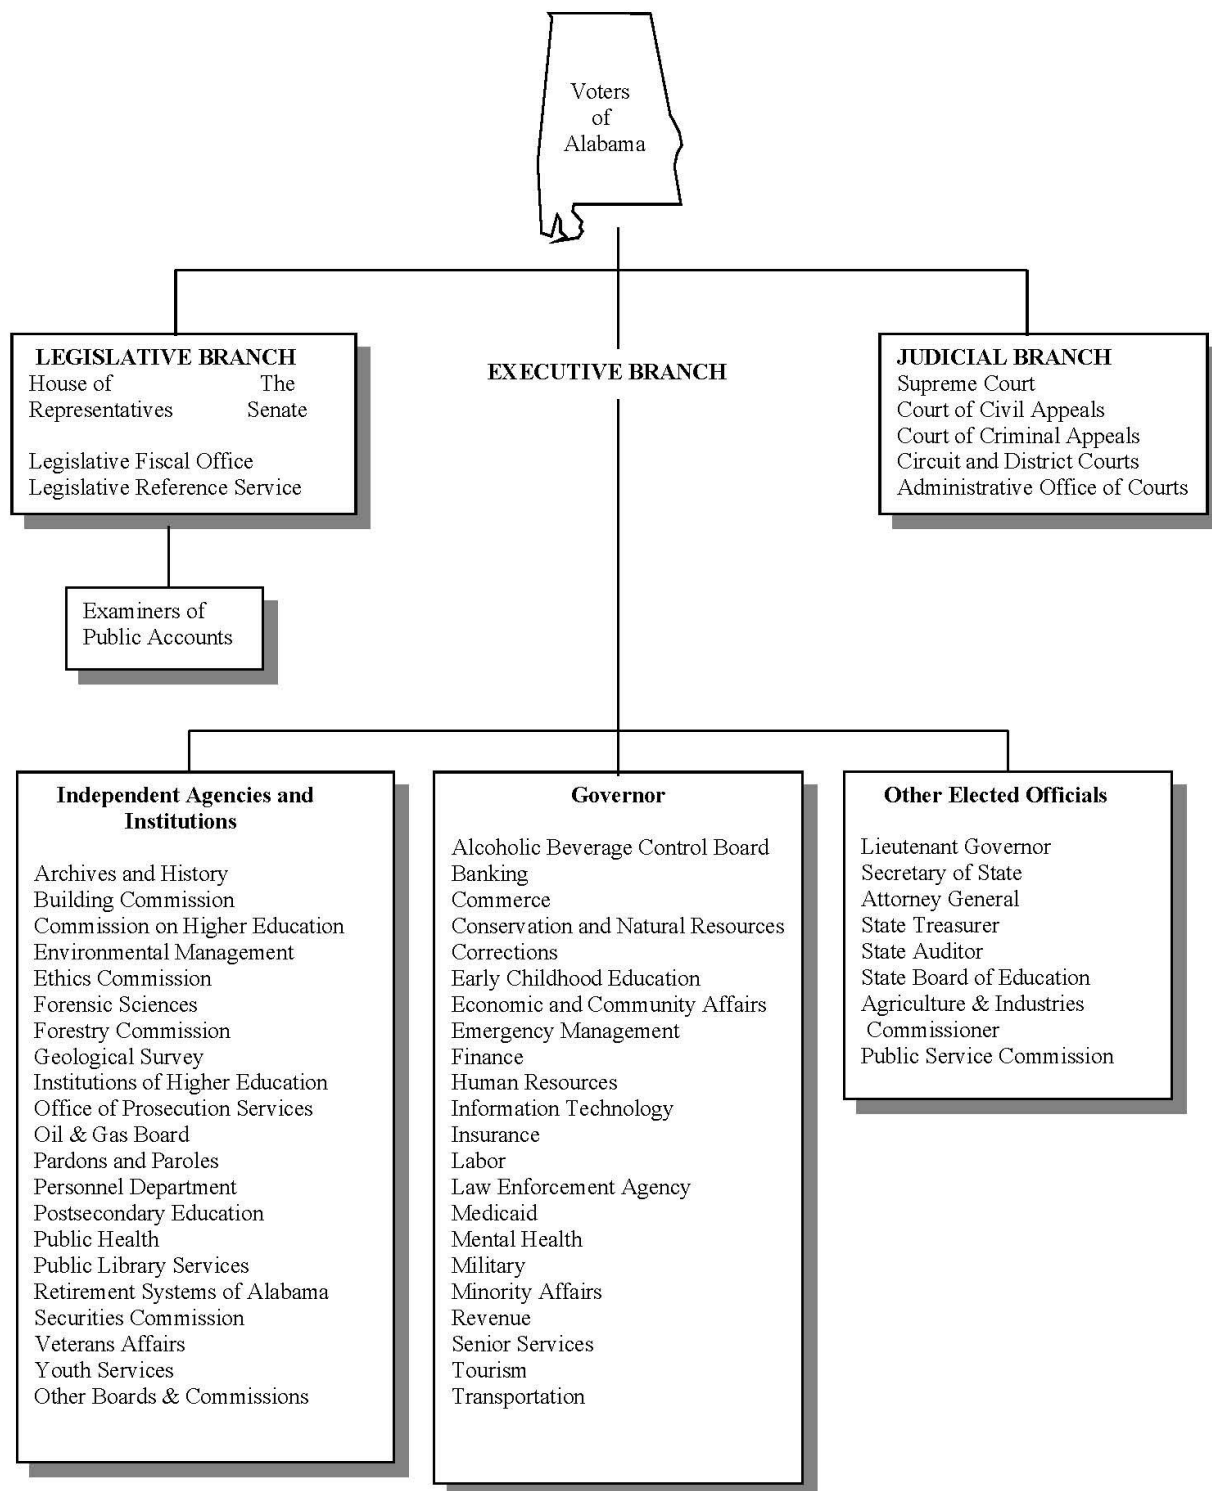 Voters
of
Alabama
LEGISLATIVE BRANCH
House of The
Representatives Senate
Legislative Fiscal Office
Legislative Reference Service
EXECUTIVE BRANCH
JUDICIAL BRANCH
Supreme Court
Court of Civil Appeals
Court of Criminal Appeals
Circuit and District Courts
Administrative Office of Courts
Examiners of
Public Accounts
Independent Agencies and
Institutions
Archives and History
Building Commission
Commission on Higher Education
Environmental Management
Ethics Commission
Forensic Sciences
Forestry Commission
Geological Survey
Institutions of Higher Education
Office of Prosecution Services
Oil & Gas Board
Pardons and Paroles
Personnel Department
Postsecondary Education
Public Health
Public Library Services
Retirement Systems of Alabama
Securities Commission
Veterans Affairs
Youth Services
Other Boards & Commissions
Governor
Alcoholic Beverage Control Board
Banking
Commerce
Conservation and Natural Resources
Corrections
Early Childhood Education
Economic and Community Affairs
Emergency Management
Finance
Human Resources
Information Technology
Insurance
Labor
Law Enforcement Agency
Medicaid
Mental Health
Military
Minority Affairs
Revenue
Senior Services
Tourism
Transportation
Other Elected Officials
Lieutenant Governor
Secretary of State
Attorney General
State Treasurer
State Auditor
State Board of Education
Agriculture & Industries
Commissioner
Public Service Commission